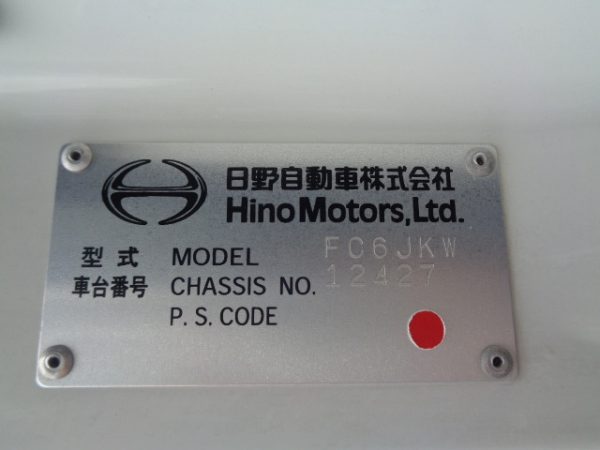 日野自動車株式会社
Hino Motors, Ltd.
型式 MODEL FC6JKW
車台番号 CHASSIS NO. 12427
P. S. CODE